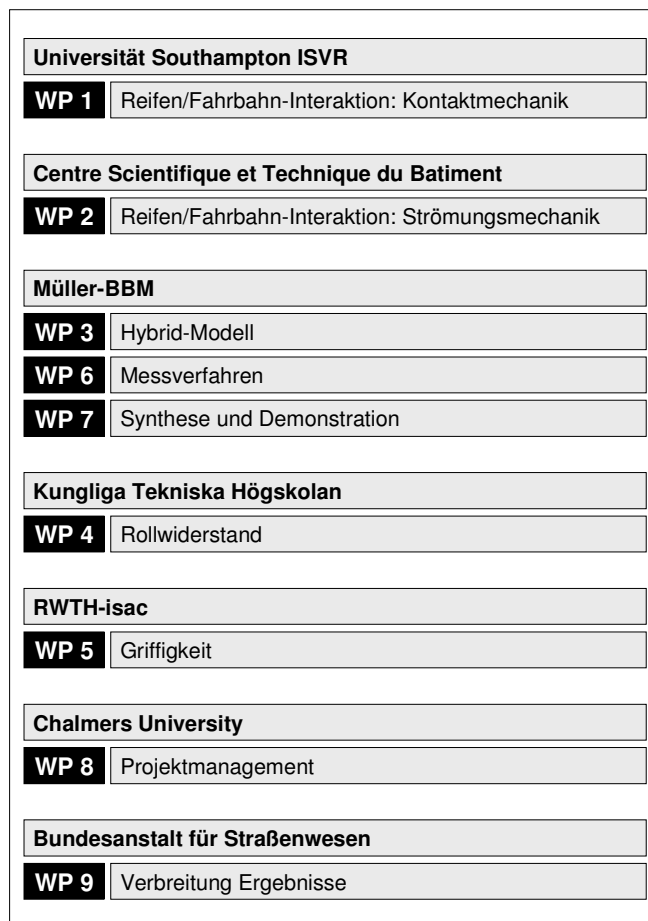 Universität Southampton ISVR
WP 1 Reifen/Fahrbahn-Interaktion: Kontaktmechanik
Centre Scientifique et Technique du Batiment
WP 2 Reifen/Fahrbahn-Interaktion: Strömungsmechanik
Müller-BBM
WP 3 Hybrid-Modell
WP 6 Messverfahren
WP 7 Synthese und Demonstration
Kungliga Tekniska Högskolan
WP 4 Rollwiderstand
RWTH-isac
WP 5 Griffigkeit
Chalmers University
WP 8 Projektmanagement
Bundesanstalt für Straßenwesen
WP 9 Verbreitung Ergebnisse